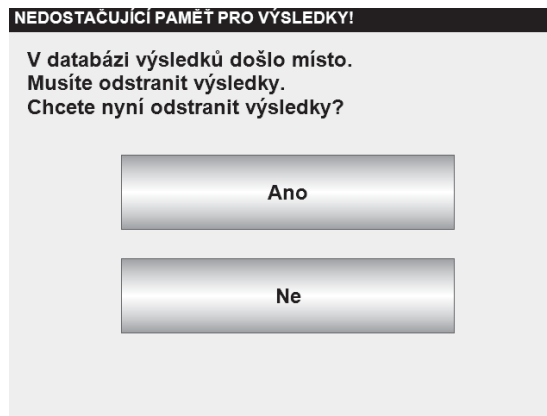 NEDOSTAČUJÍCÍ PAMĚŤ PRO VÝSLEDKY!
V databázi výsledků došlo místo.
Musíte odstranit výsledky.
Chcete nyní odstranit výsledky?
Ano
Ne